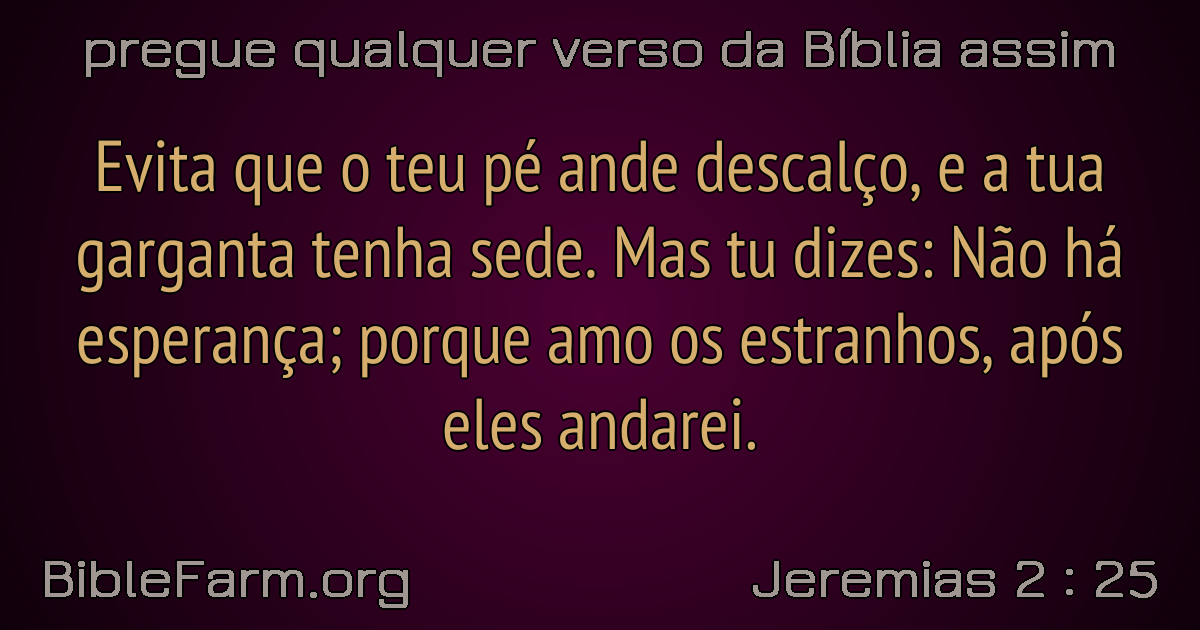 pregue qualquer verso da Bíblia assim
Evita que o teu pé ande descalço, e a tua
garganta tenha sede. Mas tu dizes: Não há
esperança; porque amo os estranhos, após
eles andarei.
BibleFarm.org
Jeremias 2 : 25